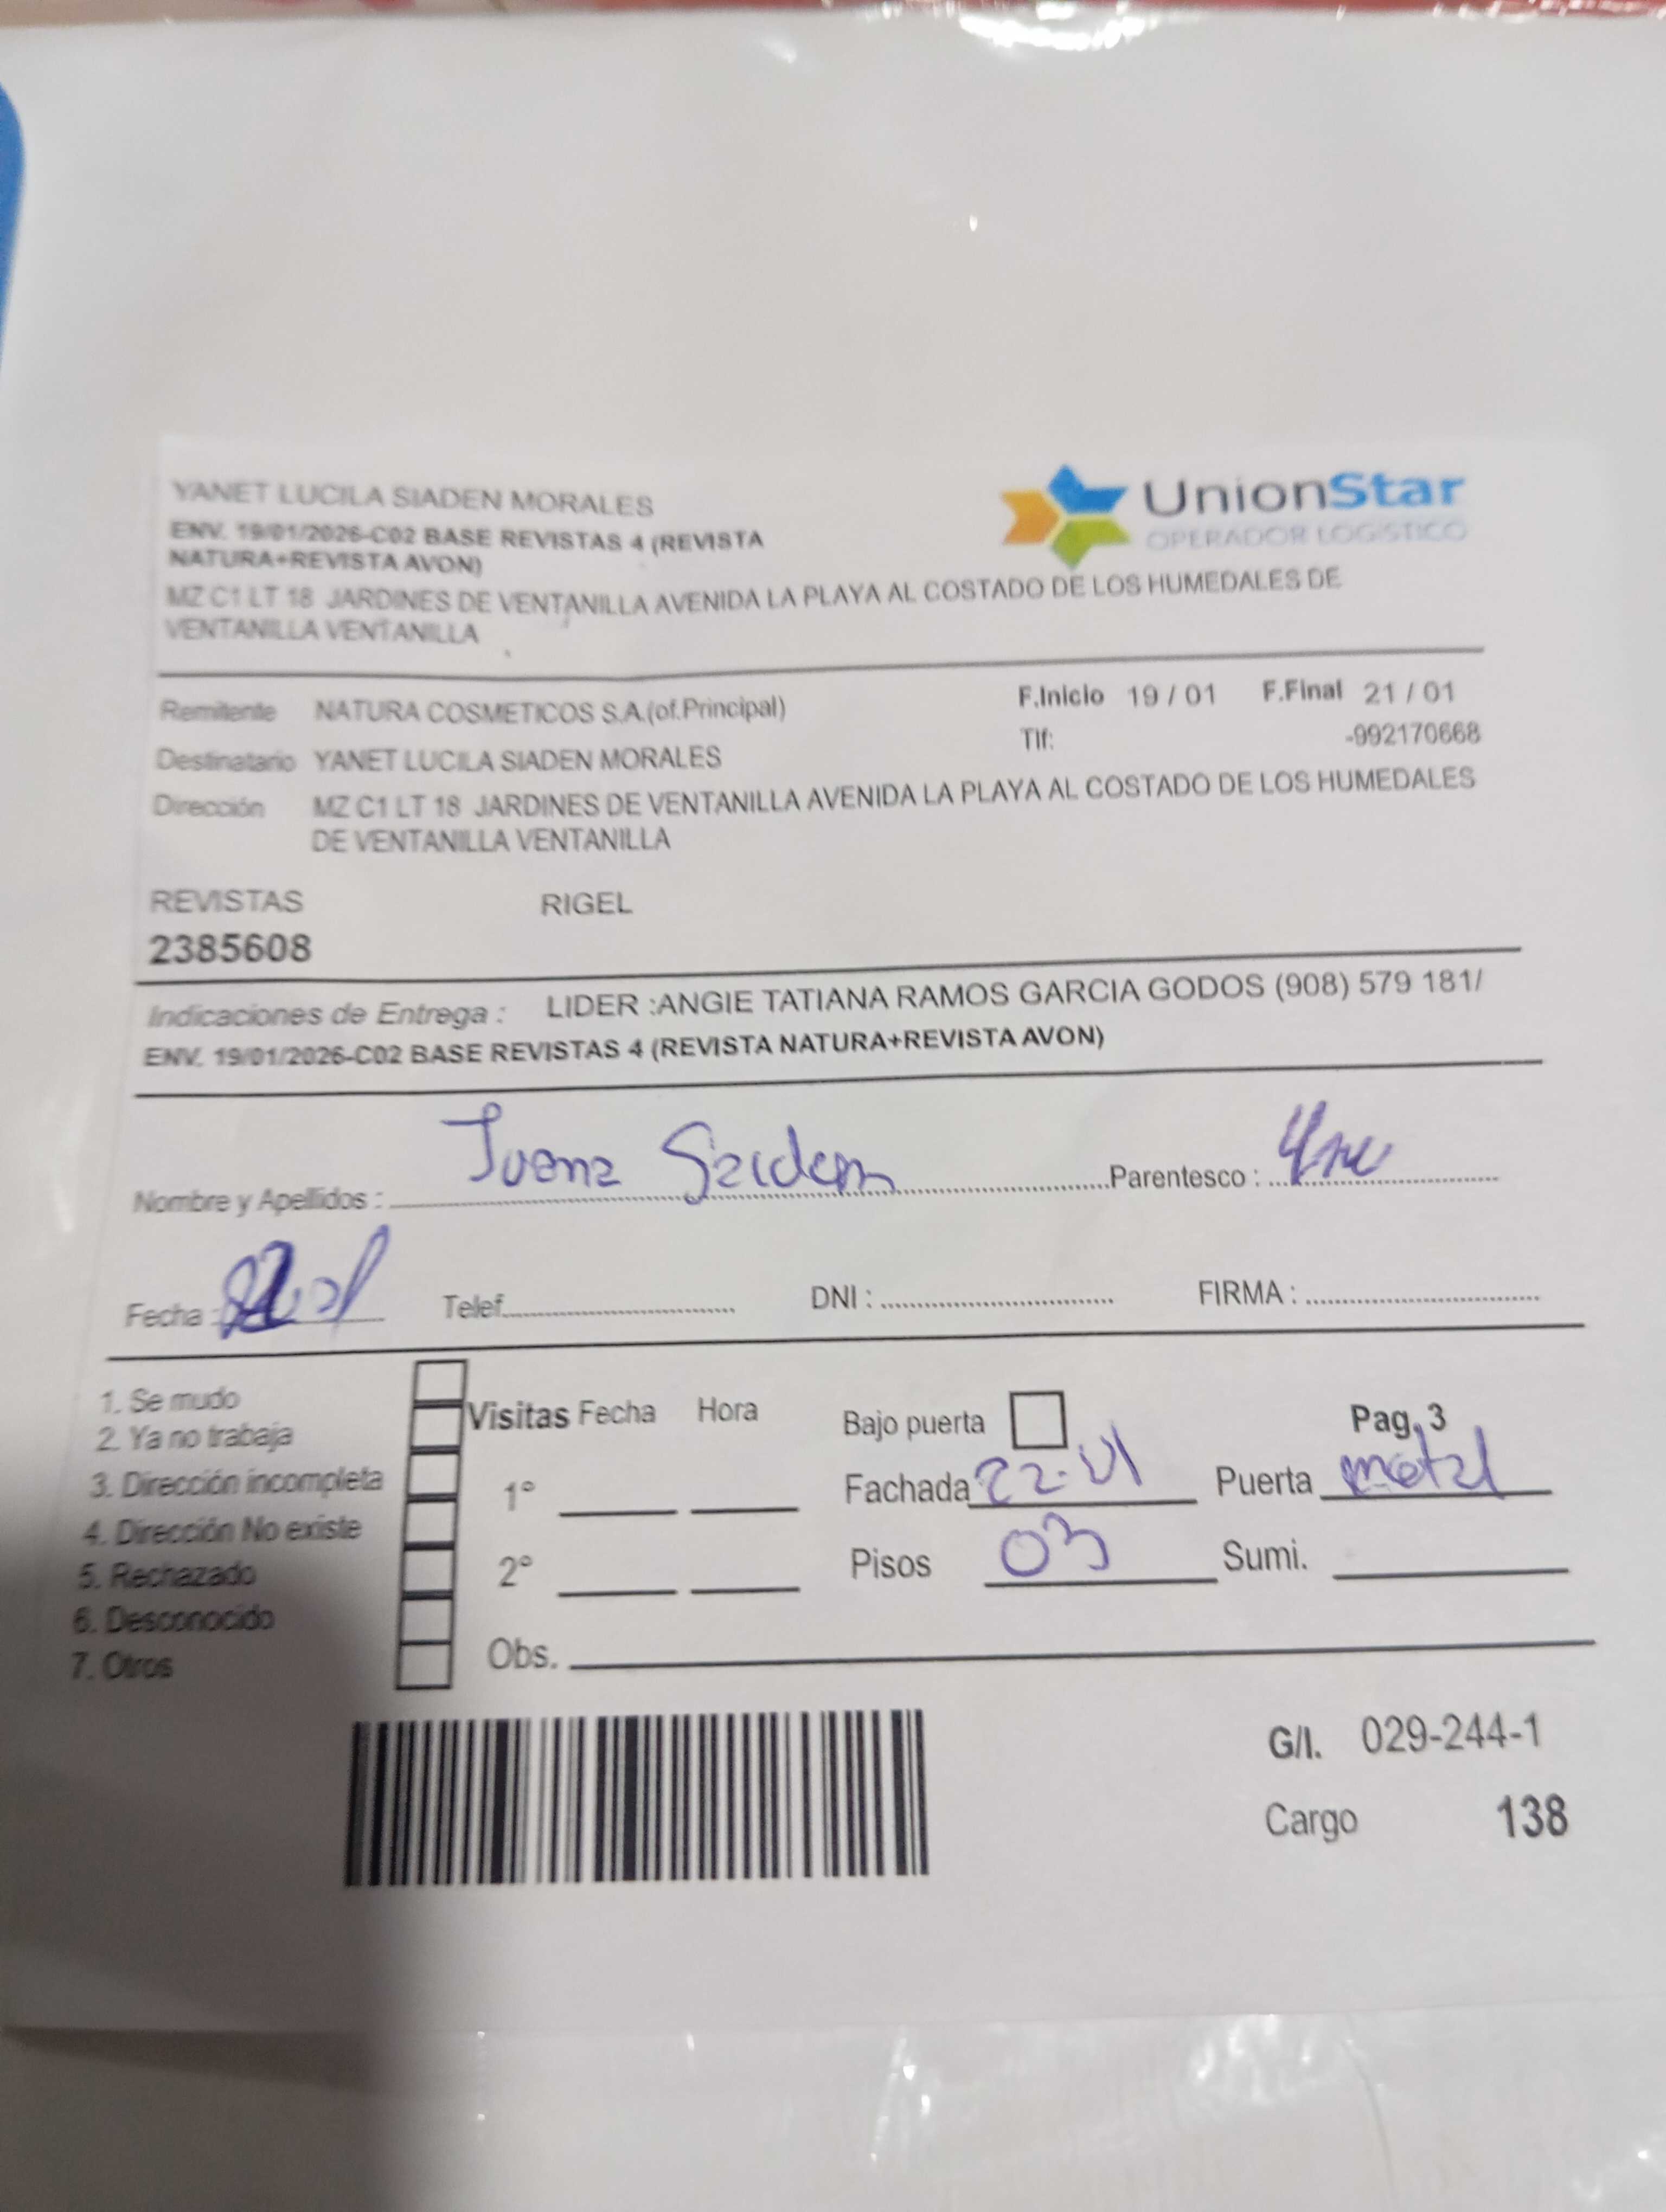 YANET LUCILA SIADEN MORALES
ENV. 19/01/2026-C02 BASE REVISTAS 4 (REVISTA
NATURA+REVISTA AVON)
MZ C1 LT 18 JARDINES DE VENTANILLA AVENIDA LA PLAYA AL COSTADO DE LOS HUMEDALES DE
VENTANILLA VENTANILLA
UnionStar
OPERADOR LOGISTICO
Remitente NATURA COSMETICOS S.A.(of.Principal) F.Inicio 19 / 01 F.Final 21 / 01
Tlf: -992170668
Destinatario YANET LUCILA SIADEN MORALES
Dirección MZ C1 LT 18 JARDINES DE VENTANILLA AVENIDA LA PLAYA AL COSTADO DE LOS HUMEDALES
DE VENTANILLA VENTANILLA
REVISTAS RIGEL
2385608
Indicaciones de Entrega : LIDER :ANGIE TATIANA RAMOS GARCIA GODOS (908) 579 181/
ENV. 19/01/2026-C02 BASE REVISTAS 4 (REVISTA NATURA+REVISTA AVON)
Nombre y Apellidos : Juana Parentesco :
Fecha : Telef. DNI : FIRMA :
1. Se mudo
2. Ya no trabaja
3. Dirección incompleta
4. Dirección No existe
5. Rechazado
6. Desconocido
7. Otros
Visitas Fecha Hora
1°
2°
Obs.
Bajo puerta Pag. 3
Fachada Puerta metal
Pisos 03 Sumi.
G/I. 029-244-1
Cargo 138